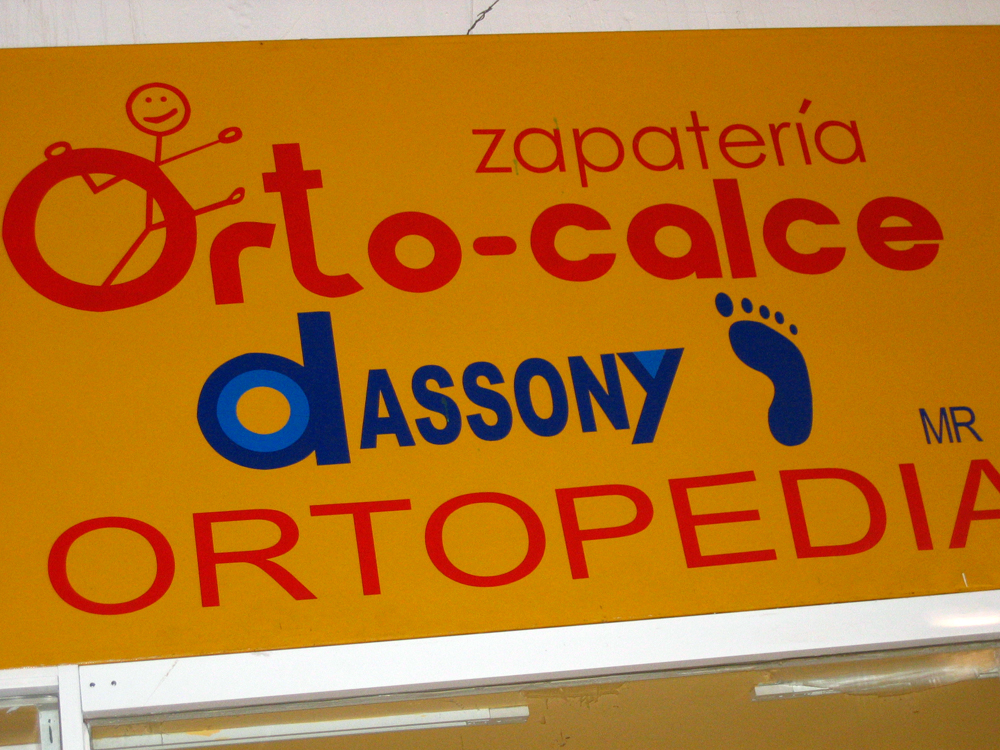 zapatería
Orto-calce
dASSONY
MR
ORTOPEDIA